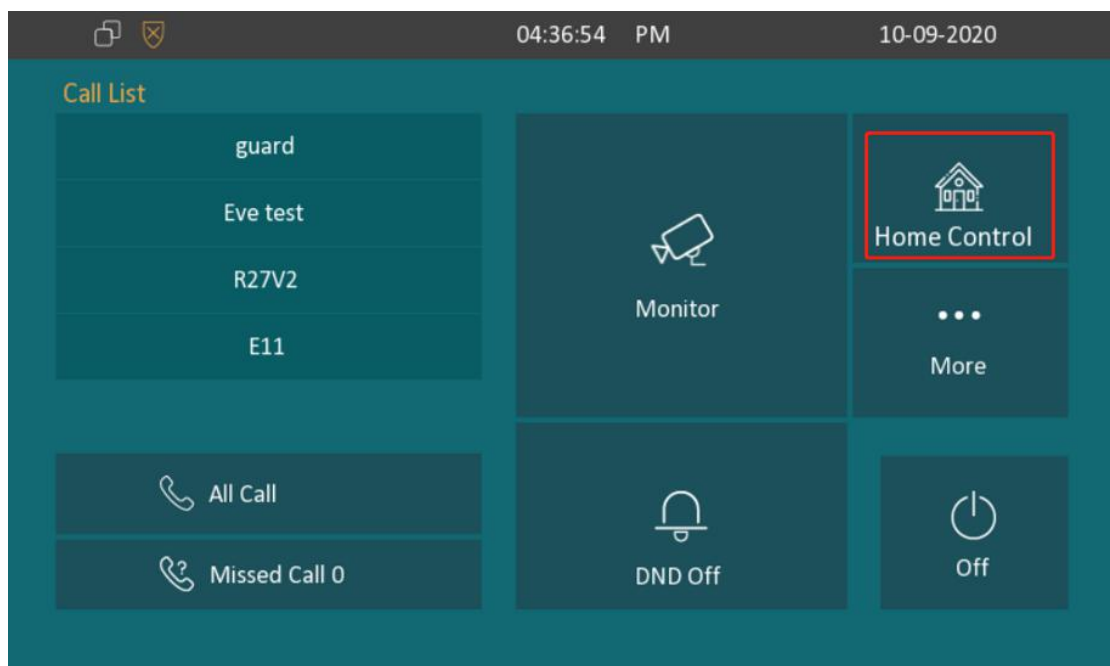 04:36:54 PM 10-09-2020
Call List
guard
Eve test
R27V2
E11
All Call
Missed Call 0
Monitor
DND Off
Home Control
More
Off